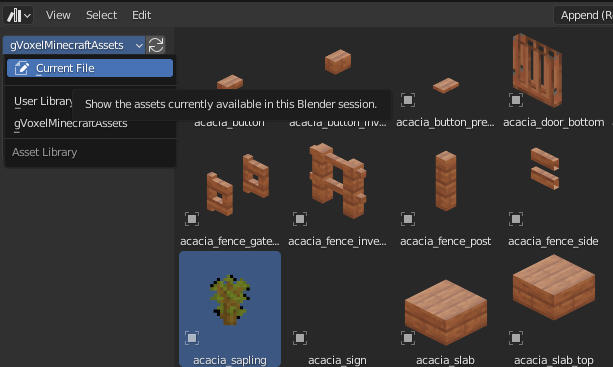 View Select Edit Append (R
gVoxelMinecraftAssets
Current File
User Library
Show the assets currently available in this Blender session.
gVoxelMinecraftAssets
Asset Library
acacia_button acacia_button_inv... acacia_button_pre... acacia_door_bottom
acacia_fence_gate... acacia_fence_inve... acacia_fence_post acacia_fence_side
acacia_sapling acacia_sign acacia_slab acacia_slab_top